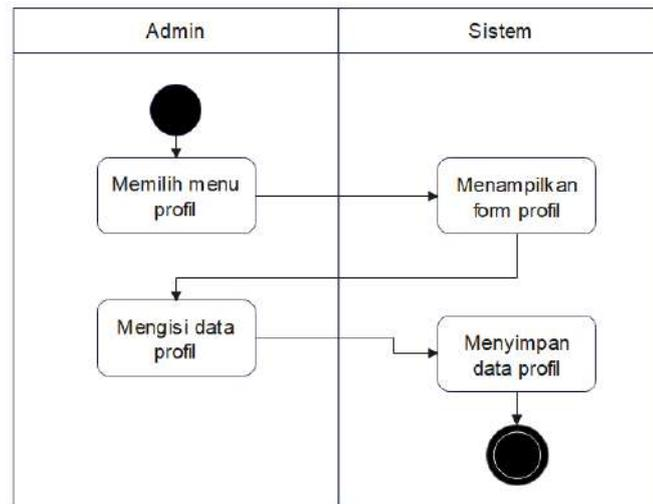 Admin
Sistem
Memilih menu
profil
Menampilkan
form profil
Mengisi data
profil
Menyimpan
data profil